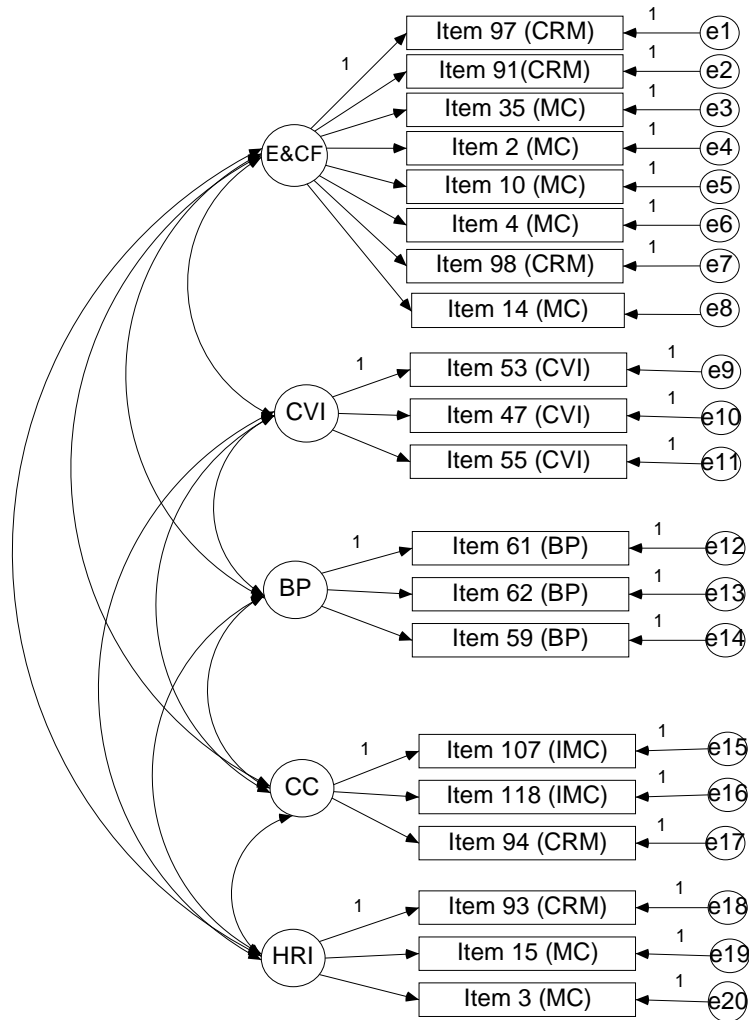 Item 97 (CRM) 1 e1
1
Item 91(CRM) 1 e2
Item 35 (MC) 1 e3
E&CF Item 2 (MC) 1 e4
Item 10 (MC) 1 e5
Item 4 (MC) 1 e6
Item 98 (CRM) 1 e7
Item 14 (MC) e8
1 Item 53 (CVI) 1 e9
CVI Item 47 (CVI) 1 e10
Item 55 (CVI) 1 e11
1 Item 61 (BP) 1 e12
BP Item 62 (BP) 1 e13
Item 59 (BP) 1 e14
1 Item 107 (IMC) 1 e15
CC Item 118 (IMC) 1 e16
Item 94 (CRM) 1 e17
1 Item 93 (CRM) 1 e18
HRI Item 15 (MC) 1 e19
Item 3 (MC) 1 e20